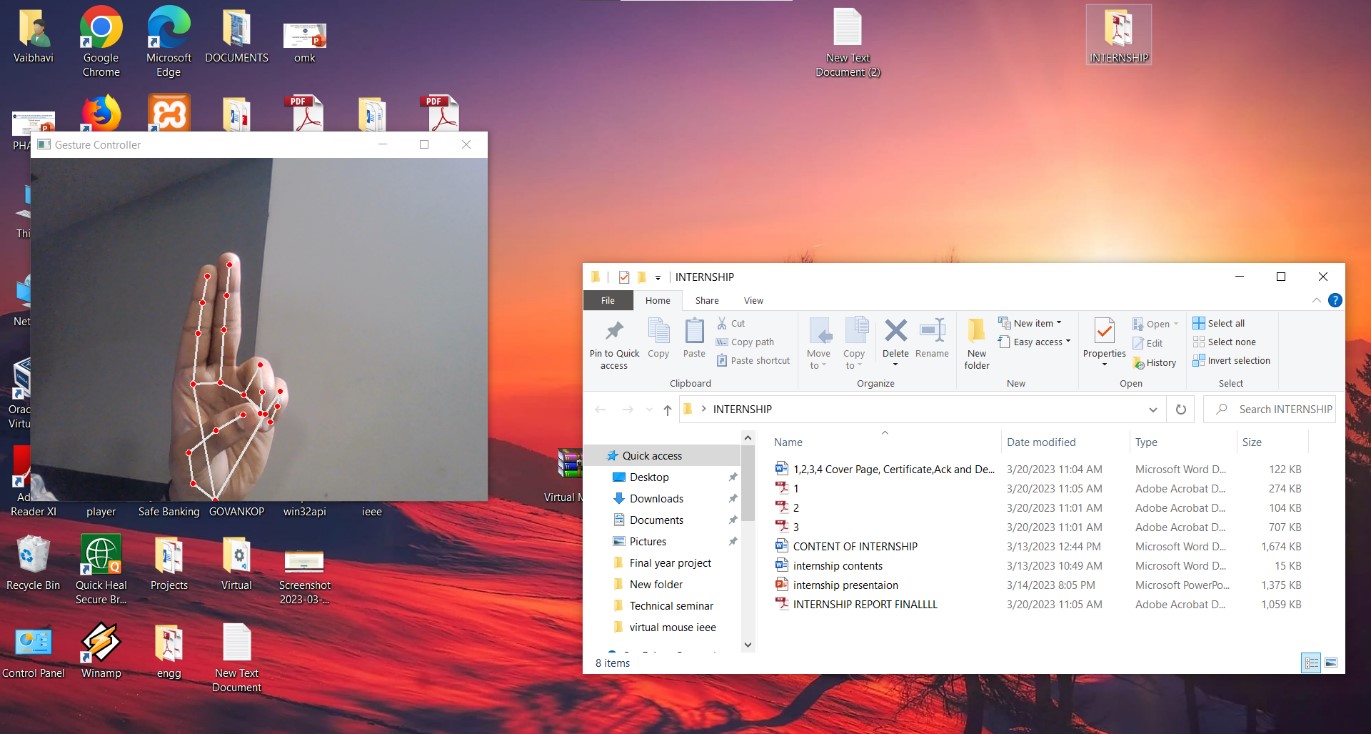 Vaibhavi
Google
Chrome
Microsoft
Edge
DOCUMENTS
omk
New Text
Document (2)
INTERNSHIP
PDF
PDF
Gesture Controller
Reader XI
player
Safe Banking
GOVANKOP
win32api
ieee
Recycle Bin
Quick Heal
Secure Br...
Projects
Virtual
Screenshot
2023-03-...
Control Panel
Winamp
engg
New Text
Document
INTERNSHIP
File
Home
Share
View
Pin to Quick
access
Copy
Paste
Cut
Copy path
Paste shortcut
Clipboard
Move
to
Copy
to
Delete
Rename
Organize
New
folder
New item
Easy access
New
Properties
Open
Edit
History
Open
Select all
Select none
Invert selection
Select
INTERNSHIP
Search INTERNSHIP
Quick access
Desktop
Downloads
Documents
Pictures
Final year project
New folder
Technical seminar
virtual mouse ieee
Name Date modified Type Size
1,2,3,4 Cover Page, Certificate,Ack and De... 3/20/2023 11:04 AM Microsoft Word D... 122 KB
1 3/20/2023 11:05 AM Adobe Acrobat D... 274 KB
2 3/20/2023 11:01 AM Adobe Acrobat D... 104 KB
3 3/20/2023 11:01 AM Adobe Acrobat D... 707 KB
CONTENT OF INTERNSHIP 3/13/2023 12:44 PM Microsoft Word D... 1,674 KB
internship contents 3/13/2023 10:49 AM Microsoft Word D... 15 KB
internship presentaion 3/14/2023 8:05 PM Microsoft PowerPo... 1,375 KB
INTERNSHIP REPORT FINALLLL 3/20/2023 11:05 AM Adobe Acrobat D... 1,059 KB
8 items